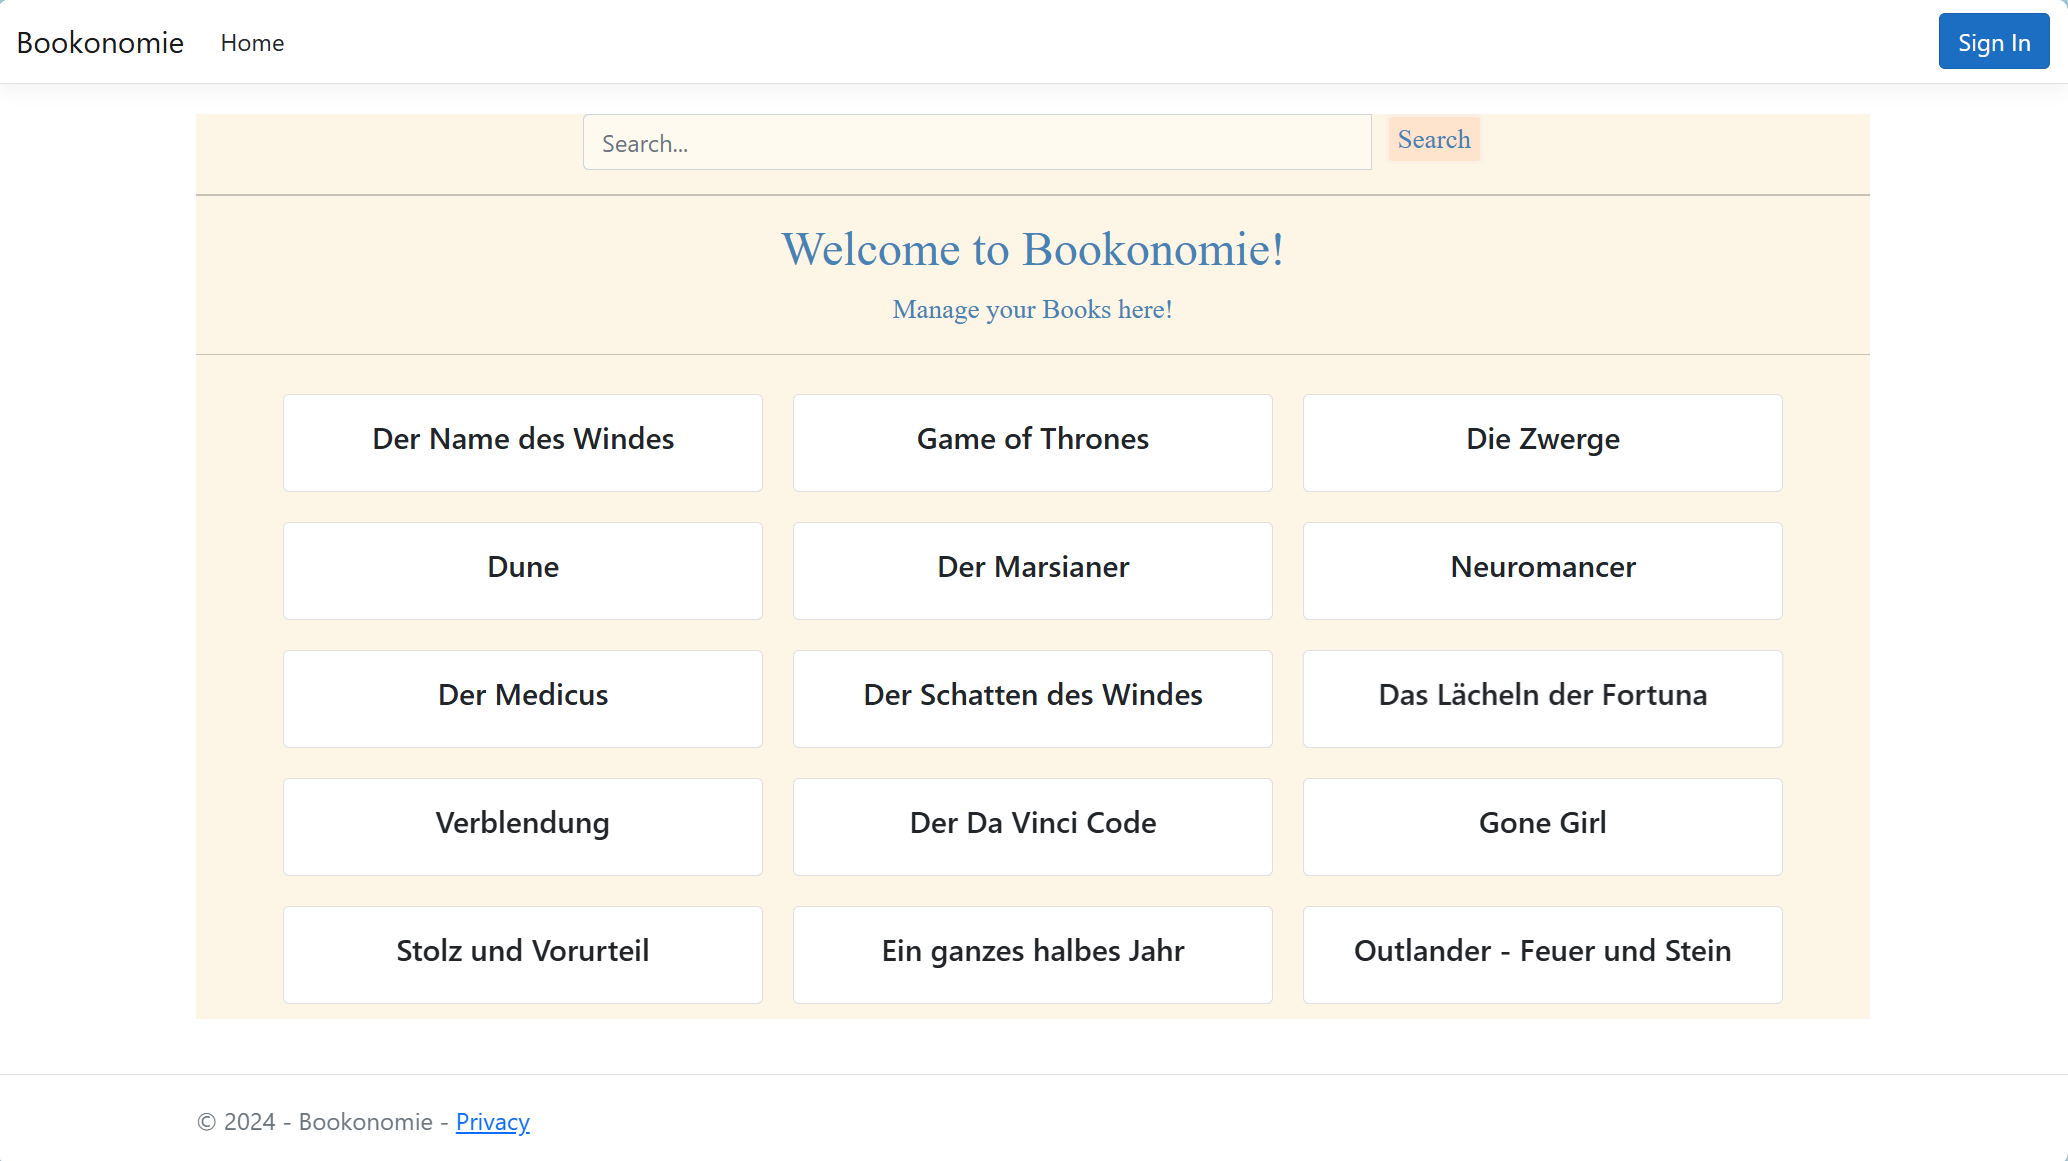 Bookonomie Home Sign In
Search... Search
Welcome to Bookonomie!
Manage your Books here!
Der Name des Windes
Game of Thrones
Die Zwerge
Dune
Der Marsianer
Neuromancer
Der Medicus
Der Schatten des Windes
Das Lächeln der Fortuna
Verblendung
Der Da Vinci Code
Gone Girl
Stolz und Vorurteil
Ein ganzes halbes Jahr
Outlander - Feuer und Stein
© 2024 - Bookonomie - Privacy